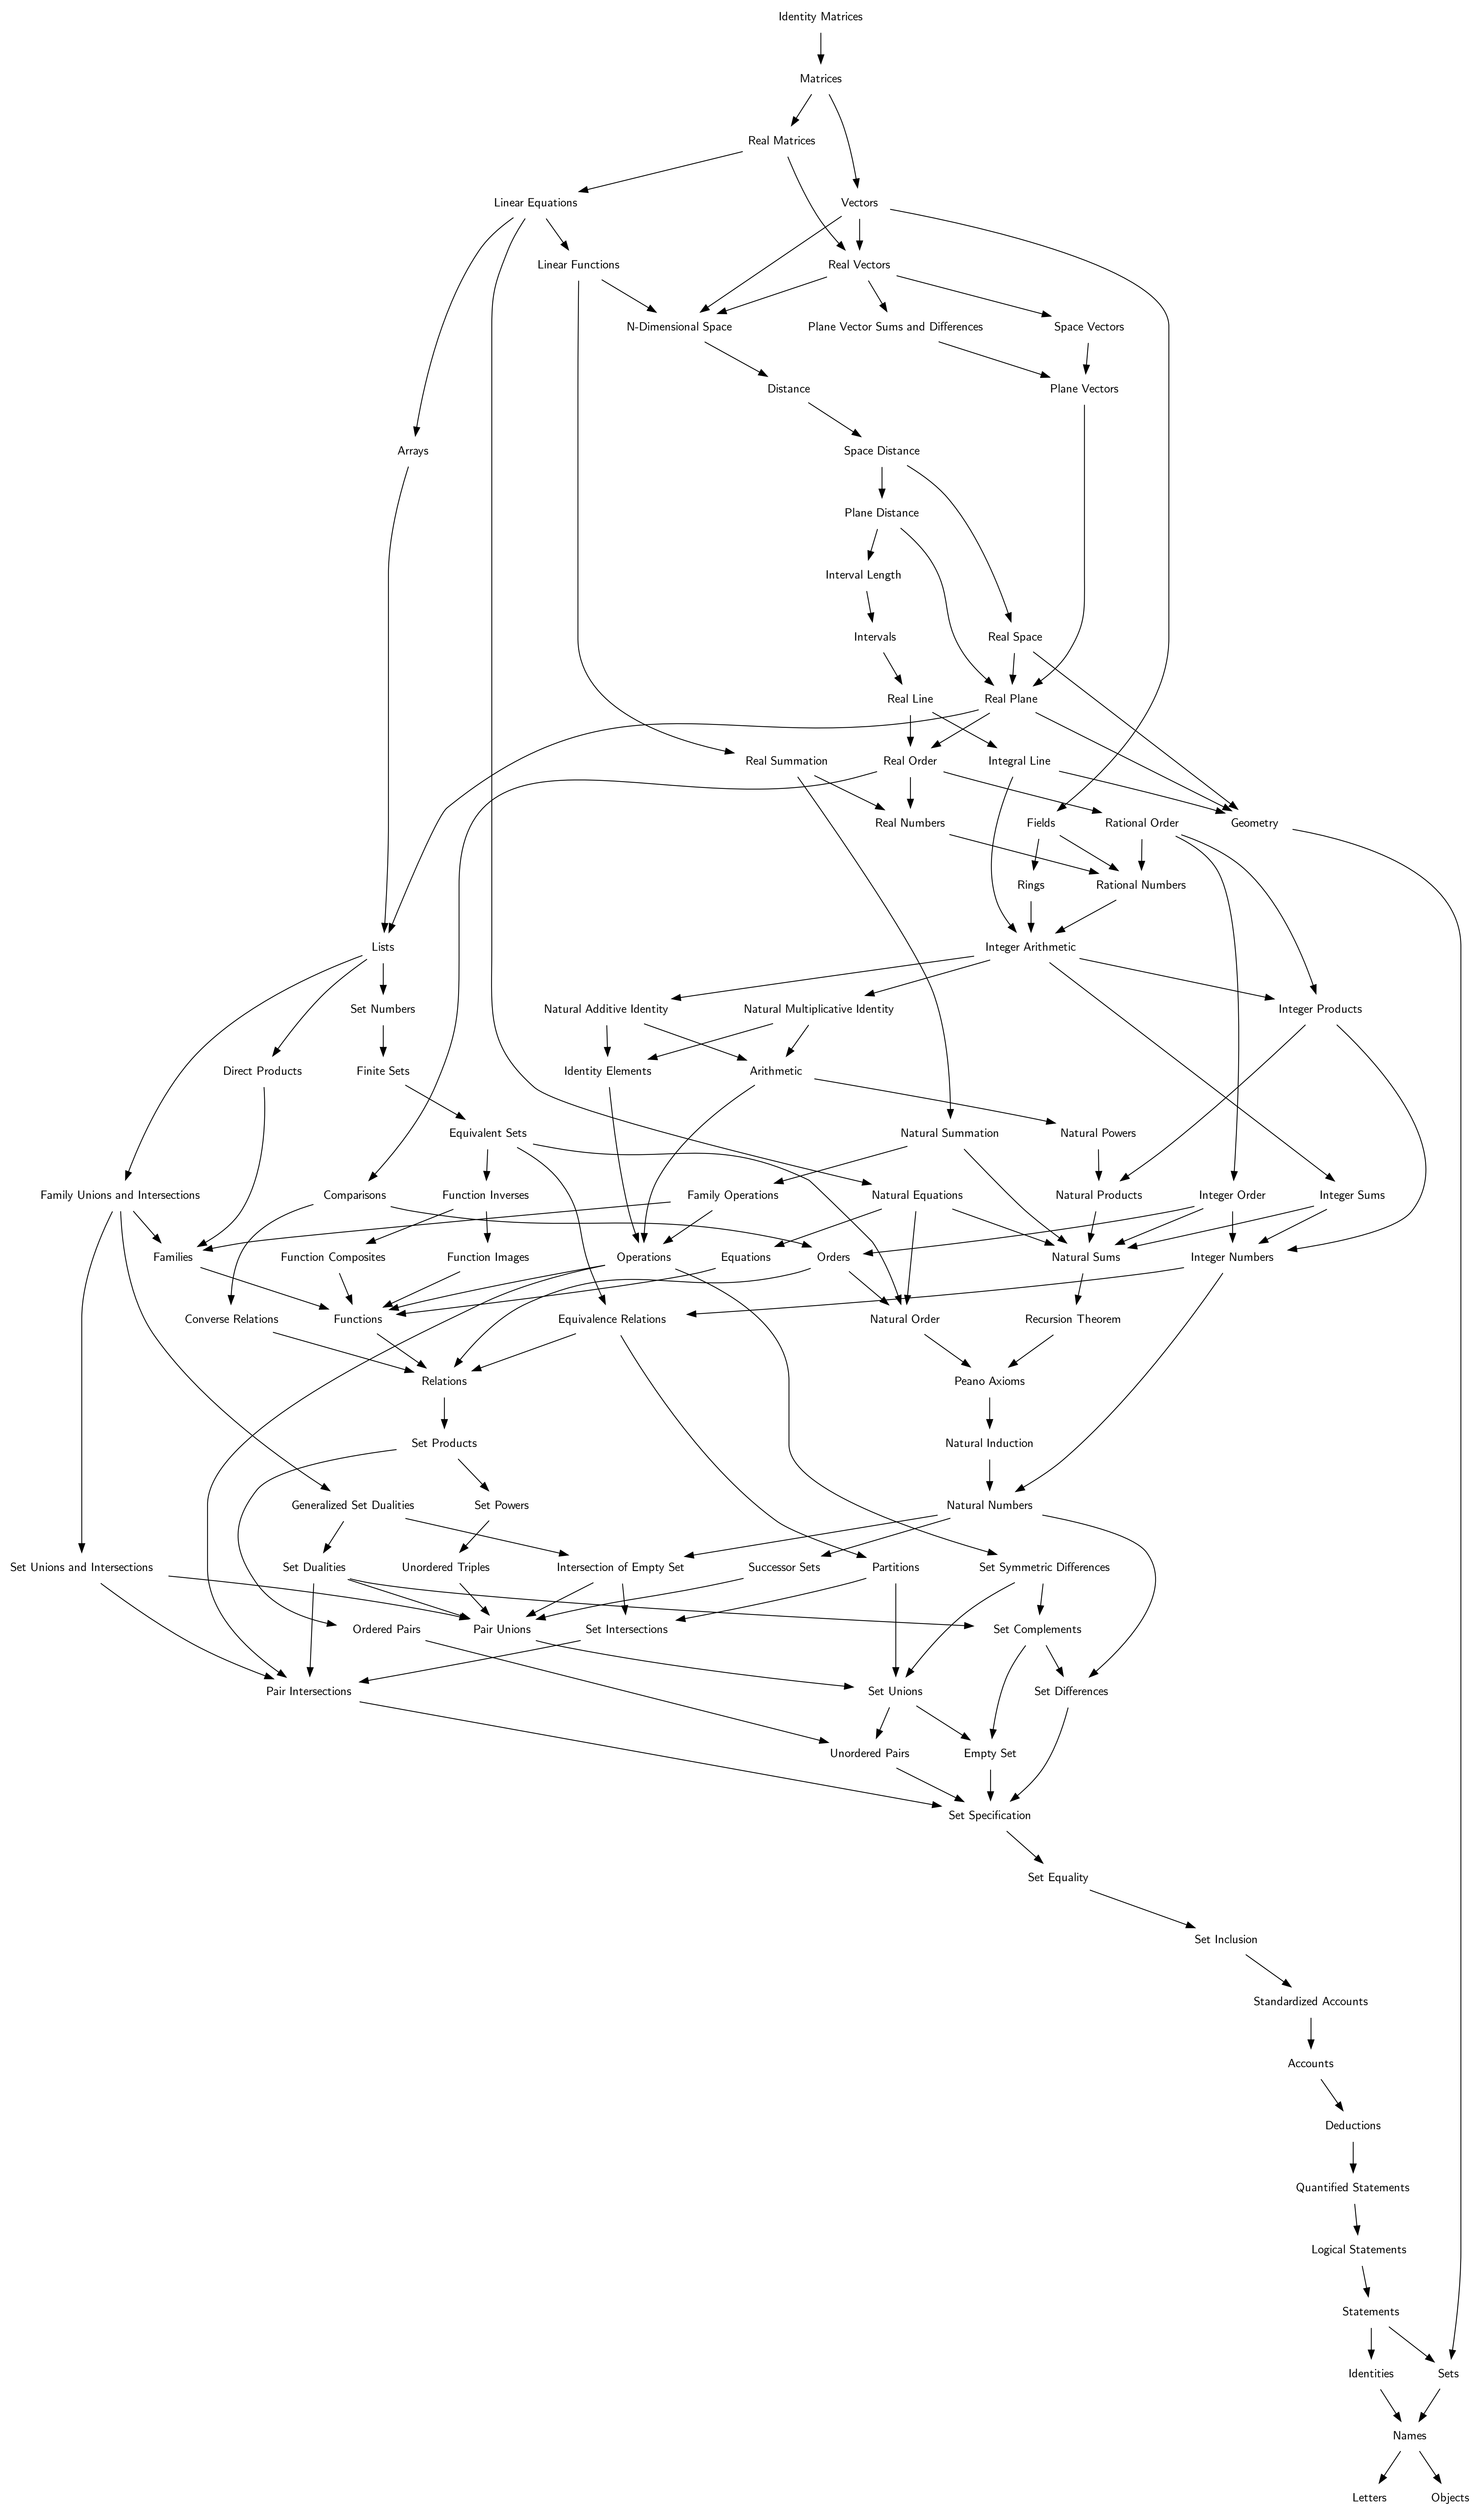 Identity Matrices
Matrices
Real Matrices
Linear Equations
Vectors
Linear Functions
Real Vectors
N-Dimensional Space
Plane Vector Sums and Differences
Space Vectors
Distance
Plane Vectors
Arrays
Space Distance
Plane Distance
Interval Length
Intervals
Real Space
Real Line
Real Plane
Real Summation
Real Order
Integral Line
Real Numbers
Fields
Rational Order
Geometry
Rings
Rational Numbers
Lists
Integer Arithmetic
Set Numbers
Natural Additive Identity
Natural Multiplicative Identity
Integer Products
Direct Products
Finite Sets
Identity Elements
Arithmetic
Equivalent Sets
Natural Summation
Natural Powers
Family Unions and Intersections
Comparisons
Function Inverses
Family Operations
Natural Equations
Natural Products
Integer Order
Integer Sums
Families
Function Composites
Function Images
Operations
Equations
Orders
Natural Sums
Integer Numbers
Converse Relations
Functions
Equivalence Relations
Natural Order
Recursion Theorem
Relations
Peano Axioms
Set Products
Natural Induction
Generalized Set Dualities
Set Powers
Natural Numbers
Set Unions and Intersections
Set Dualities
Unordered Triples
Intersection of Empty Set
Successor Sets
Partitions
Set Symmetric Differences
Ordered Pairs
Pair Unions
Set Intersections
Set Complements
Pair Intersections
Set Unions
Set Differences
Unordered Pairs
Empty Set
Set Specification
Set Equality
Set Inclusion
Standardized Accounts
Accounts
Deductions
Quantified Statements
Logical Statements
Statements
Identities
Sets
Names
Letters
Objects